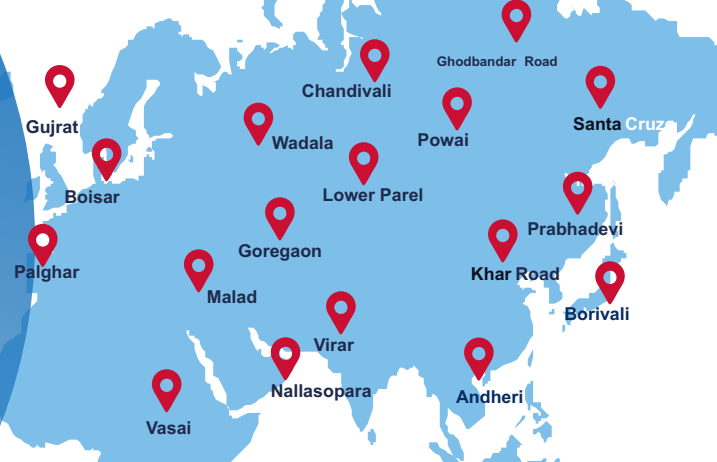 Ghodbandar Road
Chandivali
Gujrat
Santa Cruz
Wadala
Powai
Boisar
Lower Parel
Prabhadevi
Goregaon
Palghar
Khar Road
Malad
Borivali
Virar
Nallasopara
Andheri
Vasai